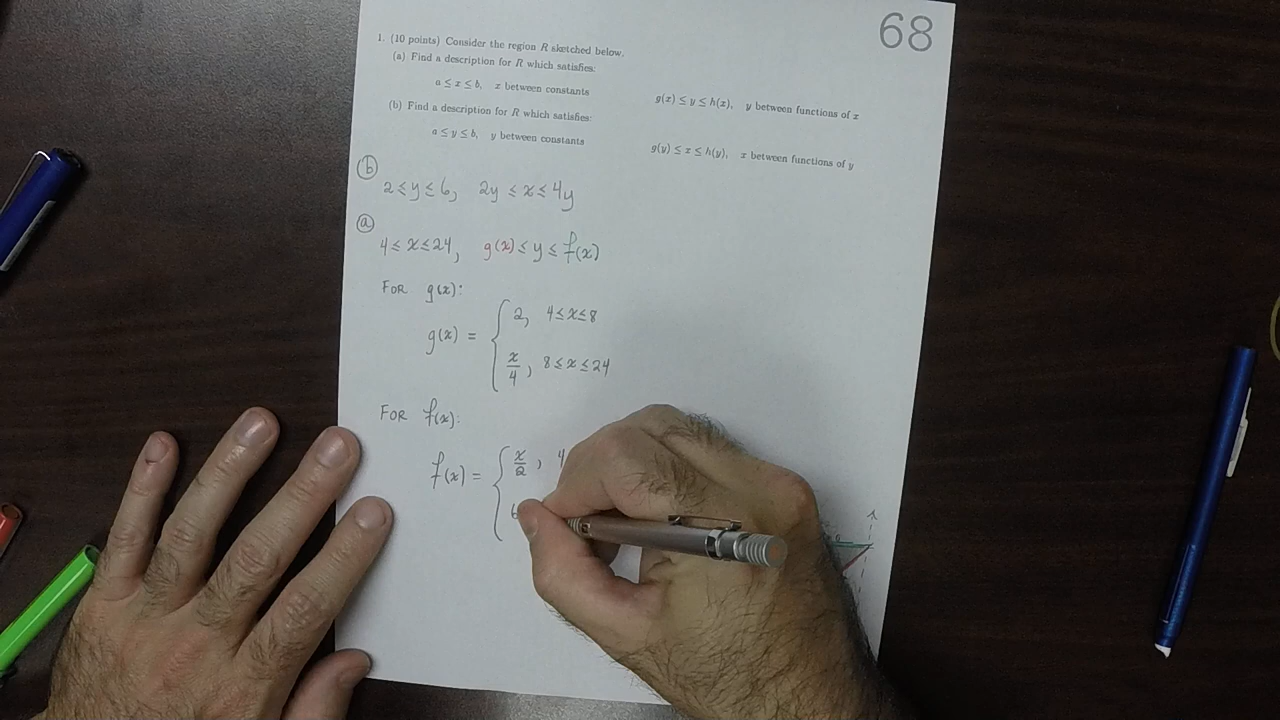 68
1. (10 points) Consider the region R sketched below.
(a) Find a description for R which satisfies:
a ≤ x ≤ b, x between constants
g(x) ≤ y ≤ h(x), y between functions of x
(b) Find a description for R which satisfies:
a ≤ y ≤ b, y between constants
g(y) ≤ x ≤ h(y), x between functions of y
(b)
2 ≤ y ≤ 6, 2y ≤ x ≤ 4y
(a)
4 ≤ x ≤ 24, g(x) ≤ y ≤ f(x)
FOR g(x):
g(x) = { 2, 4 ≤ x ≤ 8
x/4, 8 ≤ x ≤ 24
FOR f(x):
f(x) = { x/2, 4
6